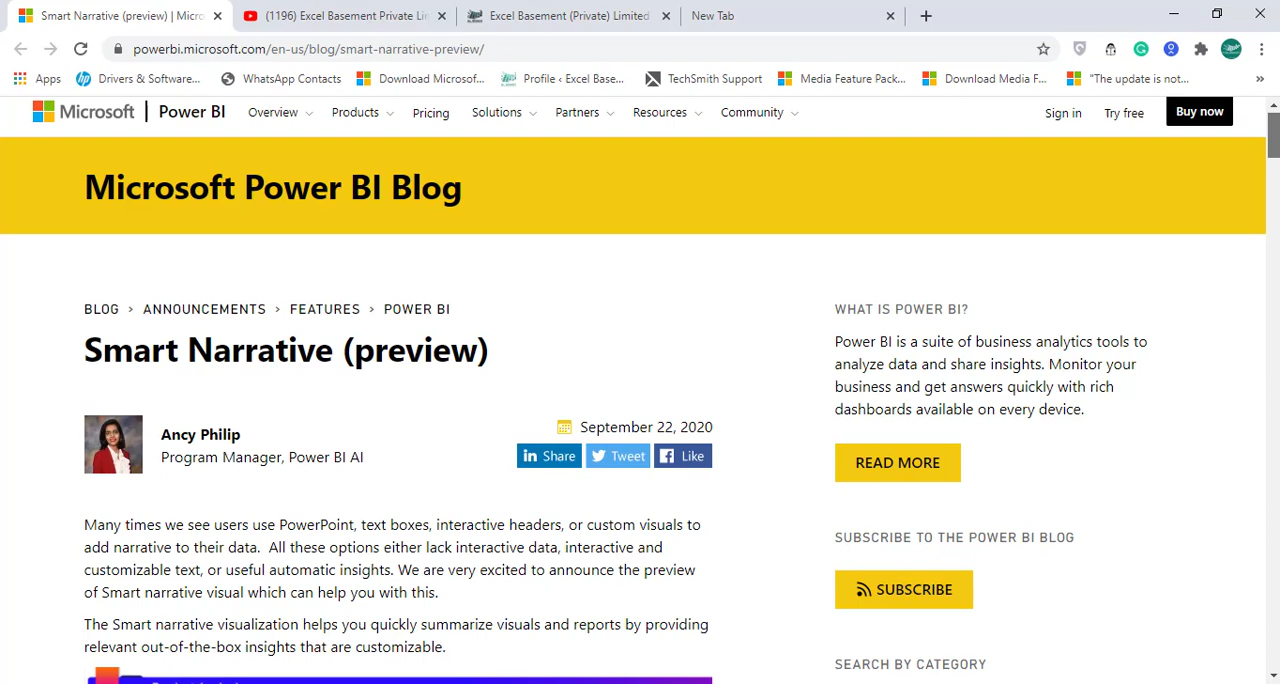 Smart Narrative (preview) | Micro
(1196) Excel Basement Private Lin
Excel Basement (Private) Limited
New Tab
powerbi.microsoft.com/en-us/blog/smart-narrative-preview/
Apps
Drivers & Software...
WhatsApp Contacts
Download Microsof...
Profile ‹ Excel Base...
TechSmith Support
Media Feature Pack...
Download Media F...
"The update is not...
»
Microsoft
Power BI
Overview
Products
Pricing
Solutions
Partners
Resources
Community
Sign in
Try free
Buy now
Microsoft Power BI Blog
BLOG › ANNOUNCEMENTS › FEATURES › POWER BI
Smart Narrative (preview)
Ancy Philip
Program Manager, Power BI AI
September 22, 2020
in Share
Tweet
Like
Many times we see users use PowerPoint, text boxes, interactive headers, or custom visuals to
add narrative to their data.  All these options either lack interactive data, interactive and
customizable text, or useful automatic insights. We are very excited to announce the preview
of Smart narrative visual which can help you with this.
The Smart narrative visualization helps you quickly summarize visuals and reports by providing
relevant out-of-the-box insights that are customizable.
WHAT IS POWER BI?
Power BI is a suite of business analytics tools to
analyze data and share insights. Monitor your
business and get answers quickly with rich
dashboards available on every device.
READ MORE
SUBSCRIBE TO THE POWER BI BLOG
SUBSCRIBE
SEARCH BY CATEGORY